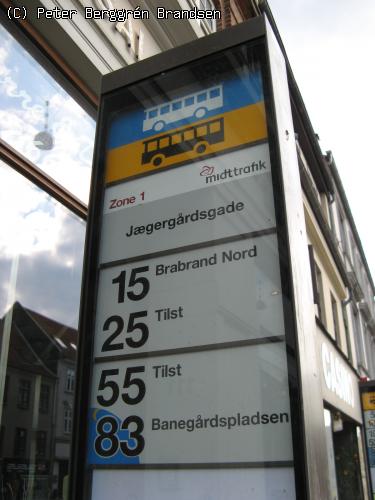 (C) Peter Berggrén Brandsen
midttrafik
Zone 1
Jægergårdsgade
15 Brabrand Nord
25 Tilst
55 Tilst
83 Banegårdspladsen